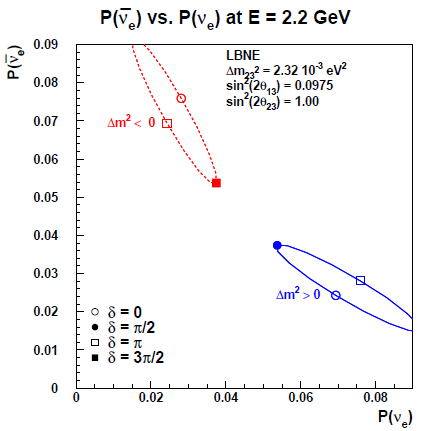 P(ν̅ₑ) vs. P(νₑ) at E = 2.2 GeV
P(ν̅ₑ)
0.09
0.08
0.07
0.06
0.05
0.04
0.03
0.02
0.01
0
LBNE
Δm₂₃² = 2.32 10⁻³ eV²
sin²(2θ₁₃) = 0.0975
sin²(2θ₂₃) = 1.00
Δm² < 0
Δm² > 0
δ = 0
δ = π/2
δ = π
δ = 3π/2
0 0.02 0.04 0.06 0.08
P(νₑ)